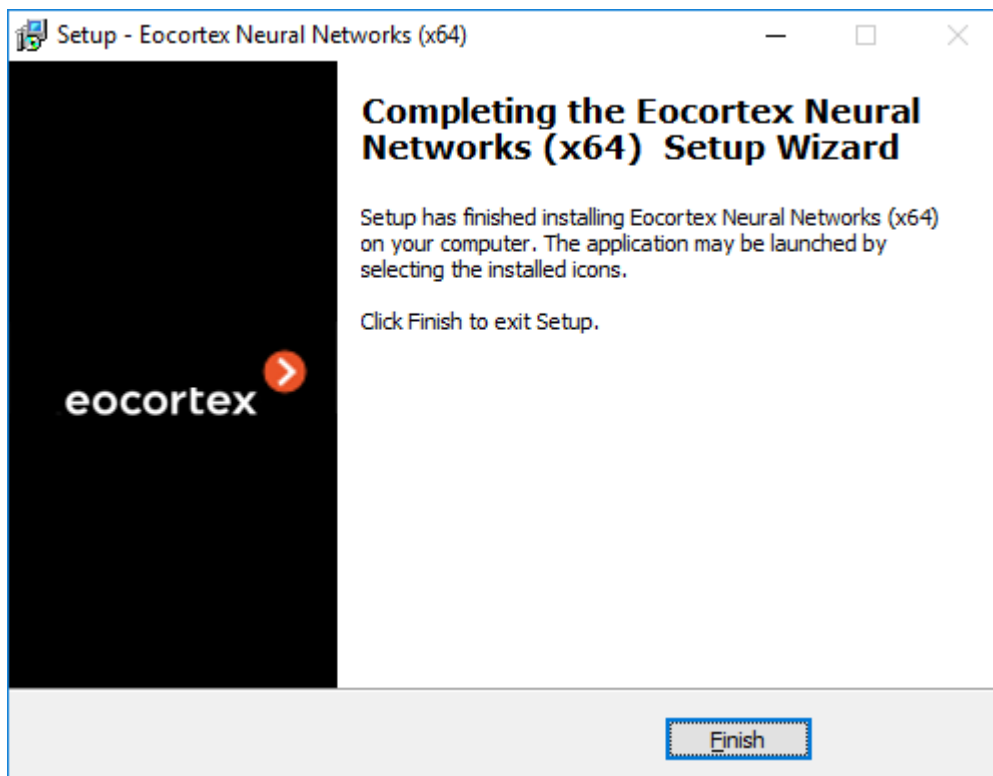 Setup - Eocortex Neural Networks (x64)
Completing the Eocortex Neural
Networks (x64)  Setup Wizard
Setup has finished installing Eocortex Neural Networks (x64)
on your computer. The application may be launched by
selecting the installed icons.
Click Finish to exit Setup.
eocortex
Finish